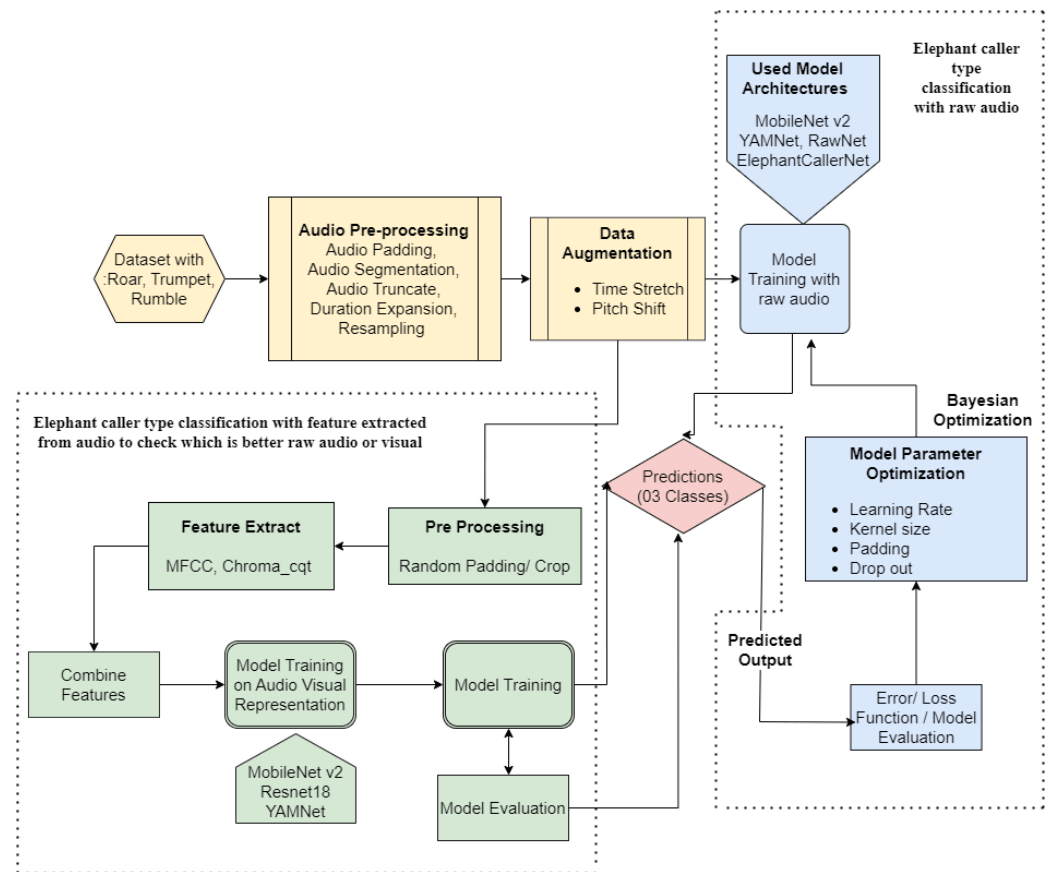 Elephant caller
type
classification
with raw audio
Used Model
Architectures
MobileNet v2
YAMNet, RawNet
ElephantCallerNet
Dataset with
:Roar, Trumpet,
Rumble
Audio Pre-processing
Audio Padding,
Audio Segmentation,
Audio Truncate,
Duration Expansion,
Resampling
Data
Augmentation
• Time Stretch
• Pitch Shift
Model
Training with
raw audio
Elephant caller type classification with feature extracted
from audio to check which is better raw audio or visual
Bayesian
Optimization
Model Parameter
Optimization
• Learning Rate
• Kernel size
• Padding
• Drop out
Predictions
(03 Classes)
Feature Extract
MFCC, Chroma_cqt
Pre Processing
Random Padding/ Crop
Combine
Features
Model Training
on Audio Visual
Representation
Model Training
Predicted
Output
Error/ Loss
Function / Model
Evaluation
MobileNet v2
Resnet18
YAMNet
Model Evaluation